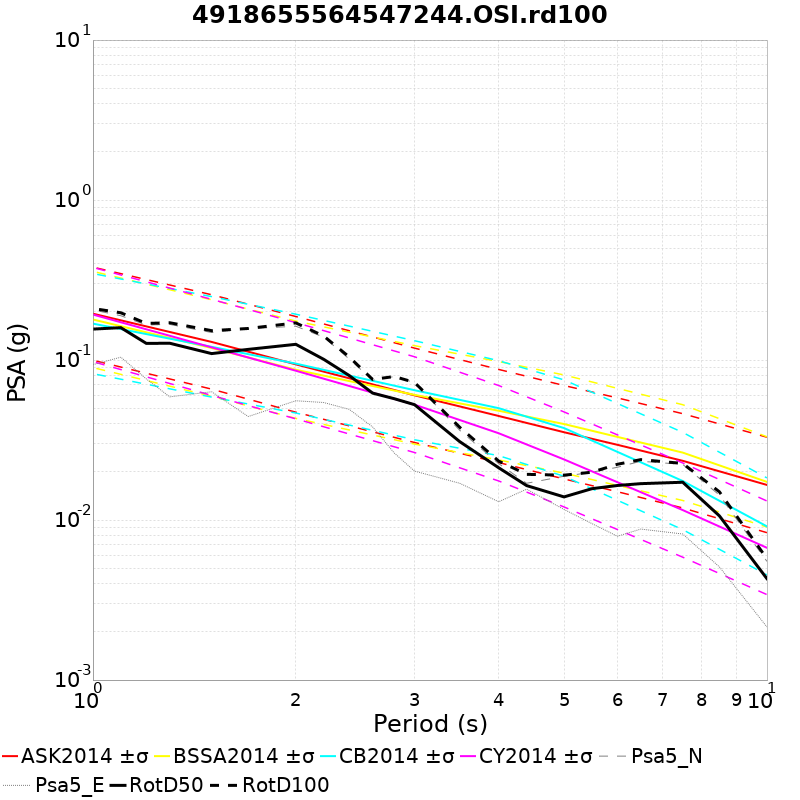 4918655564547244.OSI.rd100
10^1
10^0
10^-1
10^-2
10^-3
PSA (g)
10^0 2 3 4 5 6 7 8 9 10^1
Period (s)
ASK2014 ±σ BSSA2014 ±σ CB2014 ±σ CY2014 ±σ Psa5_N
Psa5_E RotD50 RotD100